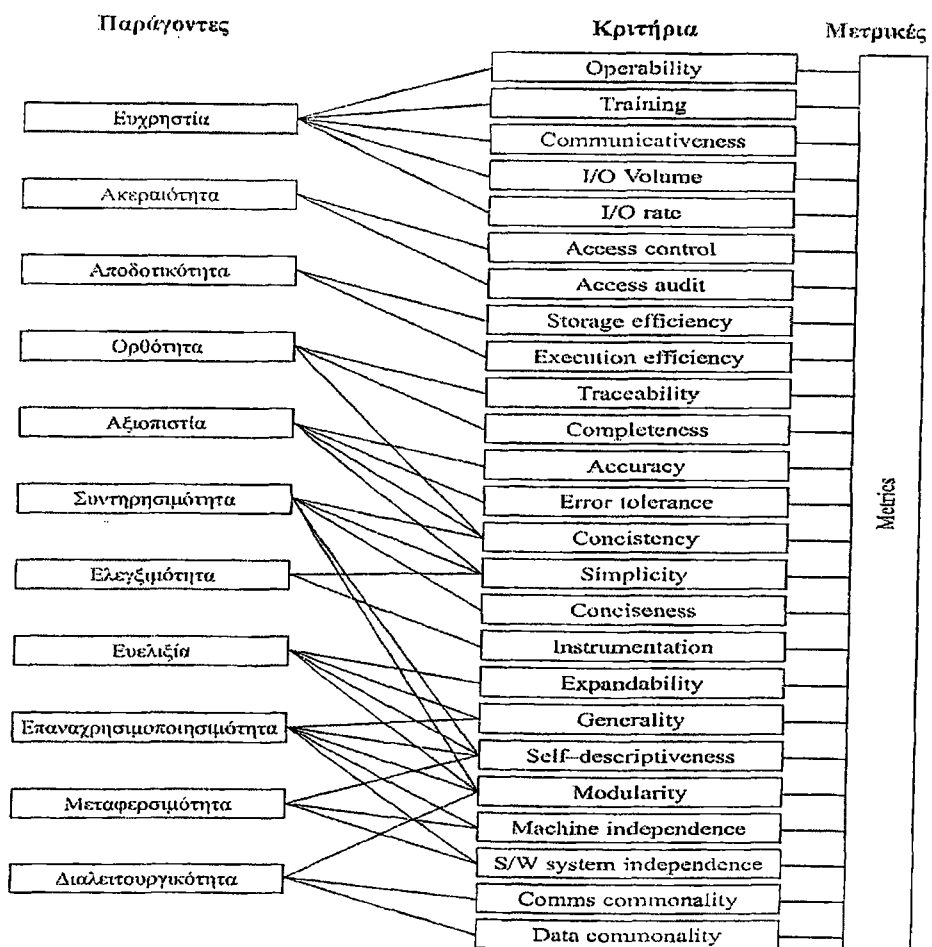 Παράγοντες
Κριτήρια
Μετρικές
Ευχρηστία
Ακεραιότητα
Αποδοτικότητα
Ορθότητα
Αξιοπιστία
Συντηρησιμότητα
Ελεγξιμότητα
Ευελιξία
Επαναχρησιμοποιησιμότητα
Μεταφερσιμότητα
Διαλειτουργικότητα
Operability
Training
Communicativeness
I/O Volume
I/O rate
Access control
Access audit
Storage efficiency
Execution efficiency
Traceability
Completeness
Accuracy
Error tolerance
Concistency
Simplicity
Conciseness
Instrumentation
Expandability
Generality
Self-descriptiveness
Modularity
Machine independence
S/W system independence
Comms commonality
Data commonality
Metrics